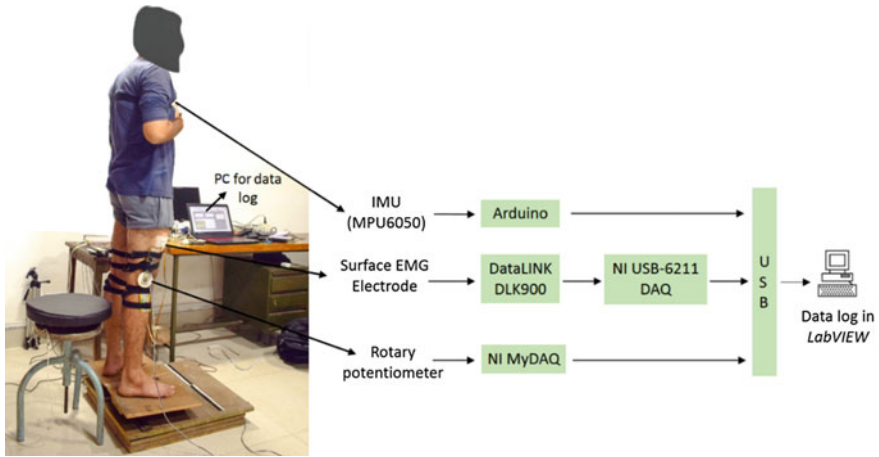 PC for data
log
IMU
(MPU6050)
Arduino
Surface EMG
Electrode
DataLINK
DLK900
NI USB-6211
DAQ
Rotary
potentiometer
NI MyDAQ
U
S
B
Data log in
LabVIEW